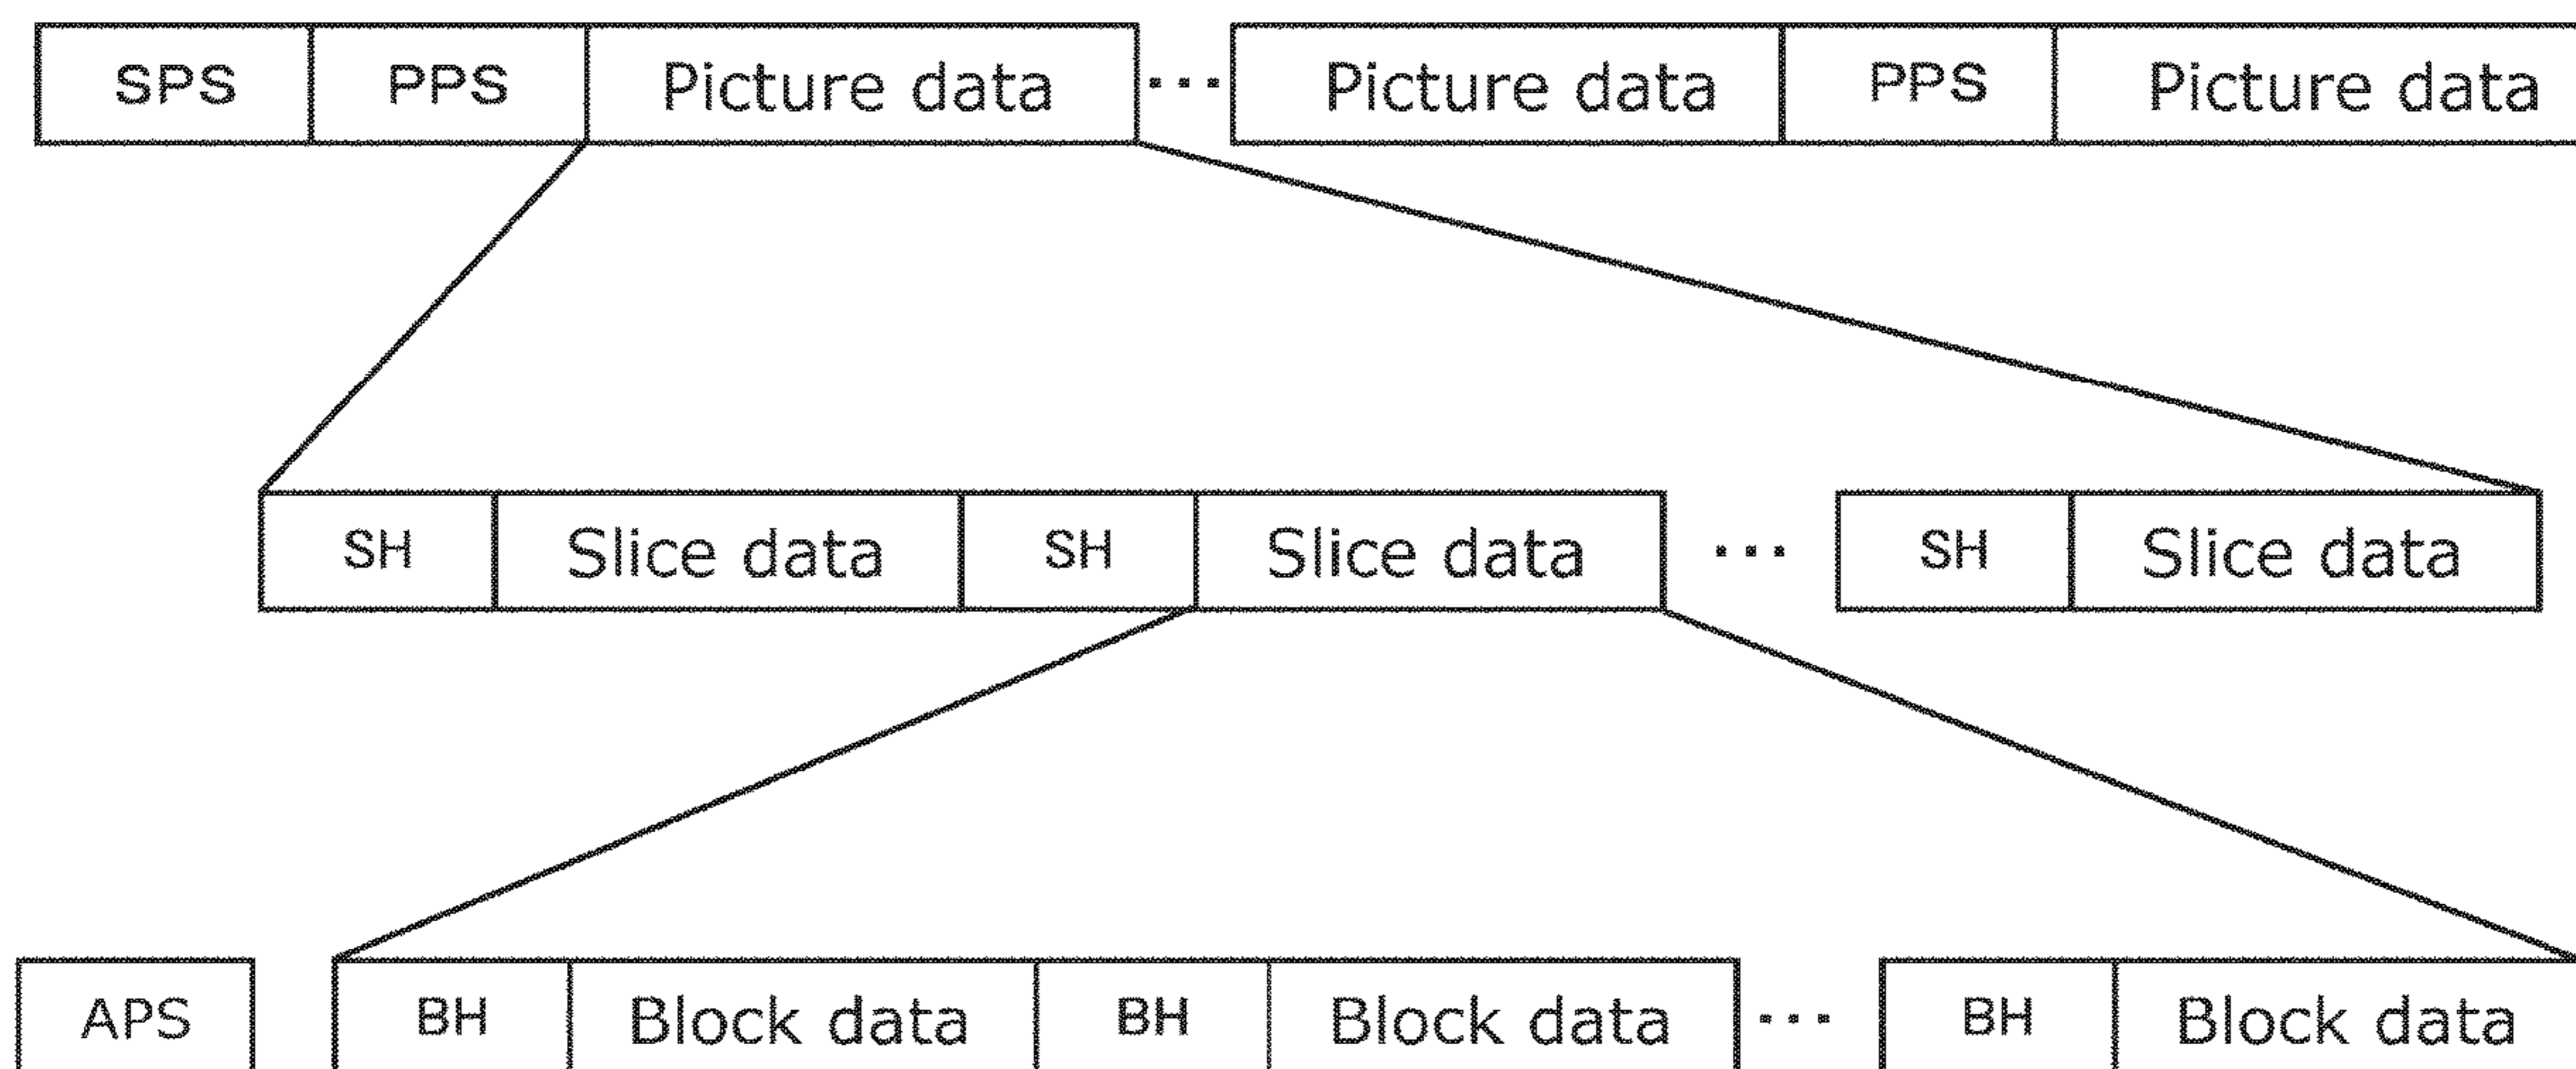 SPS PPS Picture data ... Picture data PPS Picture data
SH Slice data SH Slice data ... SH Slice data
APS BH Block data BH Block data ... BH Block data